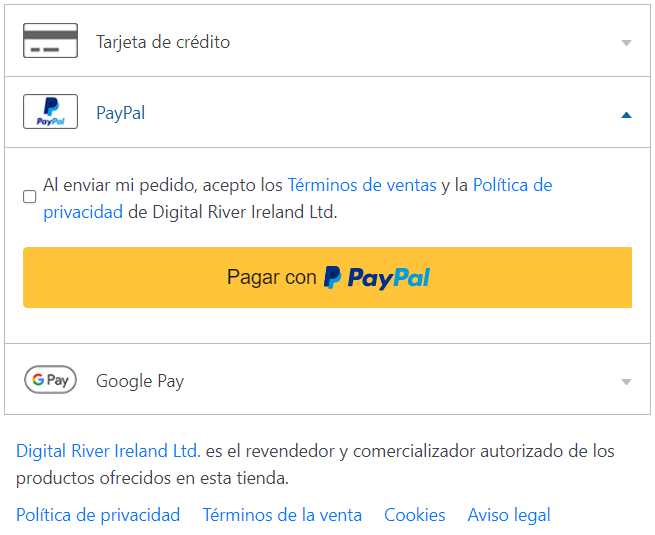 Tarjeta de crédito
PayPal
PayPal
Al enviar mi pedido, acepto los Términos de ventas y la Política de
privacidad de Digital River Ireland Ltd.
Pagar con PayPal
G Pay
Google Pay
Digital River Ireland Ltd. es el revendedor y comercializador autorizado de los
productos ofrecidos en esta tienda.
Política de privacidad Términos de la venta Cookies Aviso legal